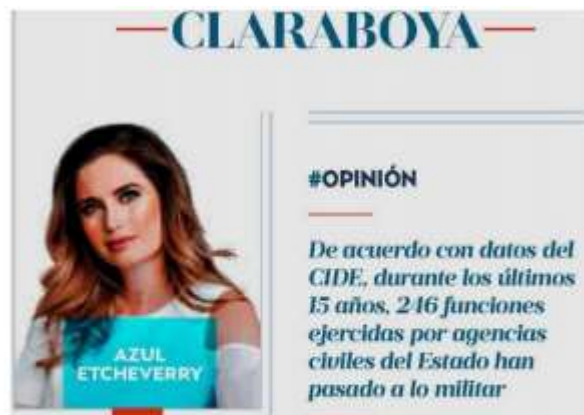 CLARABOYA
#OPINIÓN
De acuerdo con datos del
CIDE, durante los últimos
15 años, 246 funciones
ejercidas por agencias
civiles del Estado han
pasado a lo militar
AZUL
ETCHEVERRY